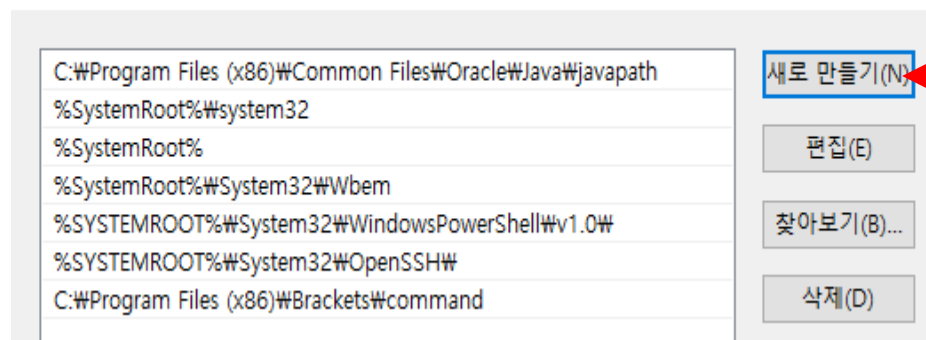 C:₩Program Files (x86)₩Common Files₩Oracle₩Java₩javapath
%SystemRoot%₩system32
%SystemRoot%
%SystemRoot%₩System32₩Wbem
%SYSTEMROOT%₩System32₩WindowsPowerShell₩v1.0₩
%SYSTEMROOT%₩System32₩OpenSSH₩
C:₩Program Files (x86)₩Brackets₩command
새로 만들기(N)
편집(E)
찾아보기(B)...
삭제(D)